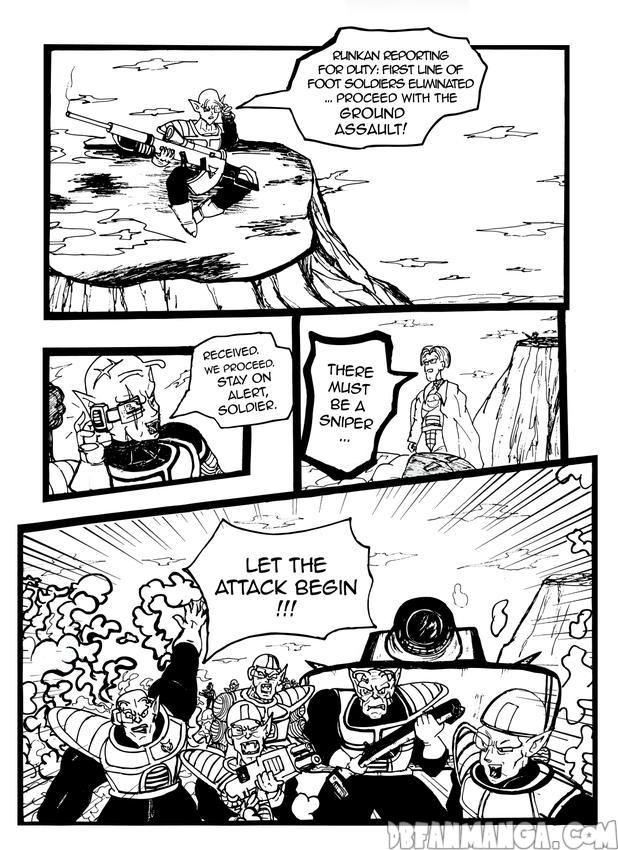 RUNKAN REPORTING
FOR DUTY: FIRST LINE OF
FOOT SOLDIERS ELIMINATED
... PROCEED WITH THE
GROUND
ASSAULT!
RECEIVED.
WE PROCEED.
STAY ON
ALERT,
SOLDIER.
THERE
MUST
BE A
SNIPER
...
LET THE
ATTACK BEGIN
!!!
DBFANMANGA.COM